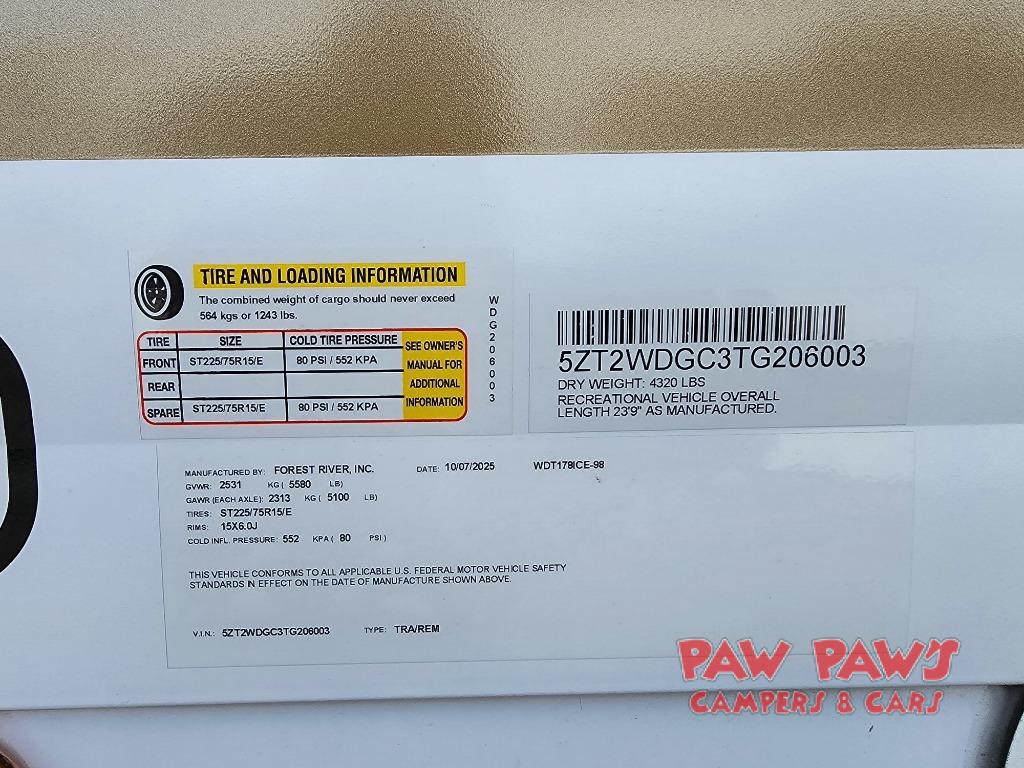 TIRE AND LOADING INFORMATION
The combined weight of cargo should never exceed
564 kgs or 1243 lbs.
TIRE SIZE COLD TIRE PRESSURE SEE OWNER'S MANUAL FOR ADDITIONAL INFORMATION
FRONT ST225/75R15/E 80 PSI / 552 KPA
REAR
SPARE ST225/75R15/E 80 PSI / 552 KPA
WDG206003
5ZT2WDGC3TG206003
DRY WEIGHT: 4320 LBS
RECREATIONAL VEHICLE OVERALL
LENGTH 23'9" AS MANUFACTURED.
MANUFACTURED BY: FOREST RIVER, INC. DATE: 10/07/2025 WDT178ICE-98
GVWR: 2531 KG ( 5580 LB)
GAWR (EACH AXLE): 2313 KG ( 5100 LB)
TIRES: ST225/75R15/E
RIMS: 15X6.0J
COLD INFL. PRESSURE: 552 KPA ( 80 PSI)
THIS VEHICLE CONFORMS TO ALL APPLICABLE U.S. FEDERAL MOTOR VEHICLE SAFETY
STANDARDS IN EFFECT ON THE DATE OF MANUFACTURE SHOWN ABOVE.
V.I.N.: 5ZT2WDGC3TG206003 TYPE: TRA/REM
PAW PAW'S
CAMPERS & CARS